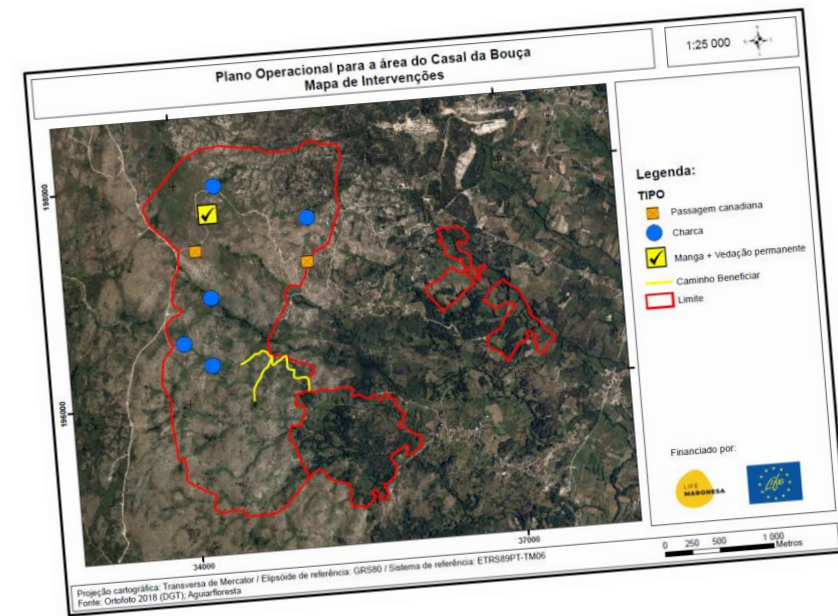 Plano Operacional para a área do Casal da Bouça
Mapa de Intervenções
1:25 000
198000
196000
34000
37000
Legenda:
TIPO
Passagem canadiana
Charca
Manga + Vedação permanente
Caminho Beneficiar
Limite
Financiado por:
LIFE
MARONESA
Life
0 250 500 1 000
Metros
Projeção cartográfica: Transversa de Mercator / Elipsóide de referência: GRS80 / Sistema de referência: ETRS89PT-TM06
Fonte: Ortofoto 2018 (DGT); Aguiarfloresta